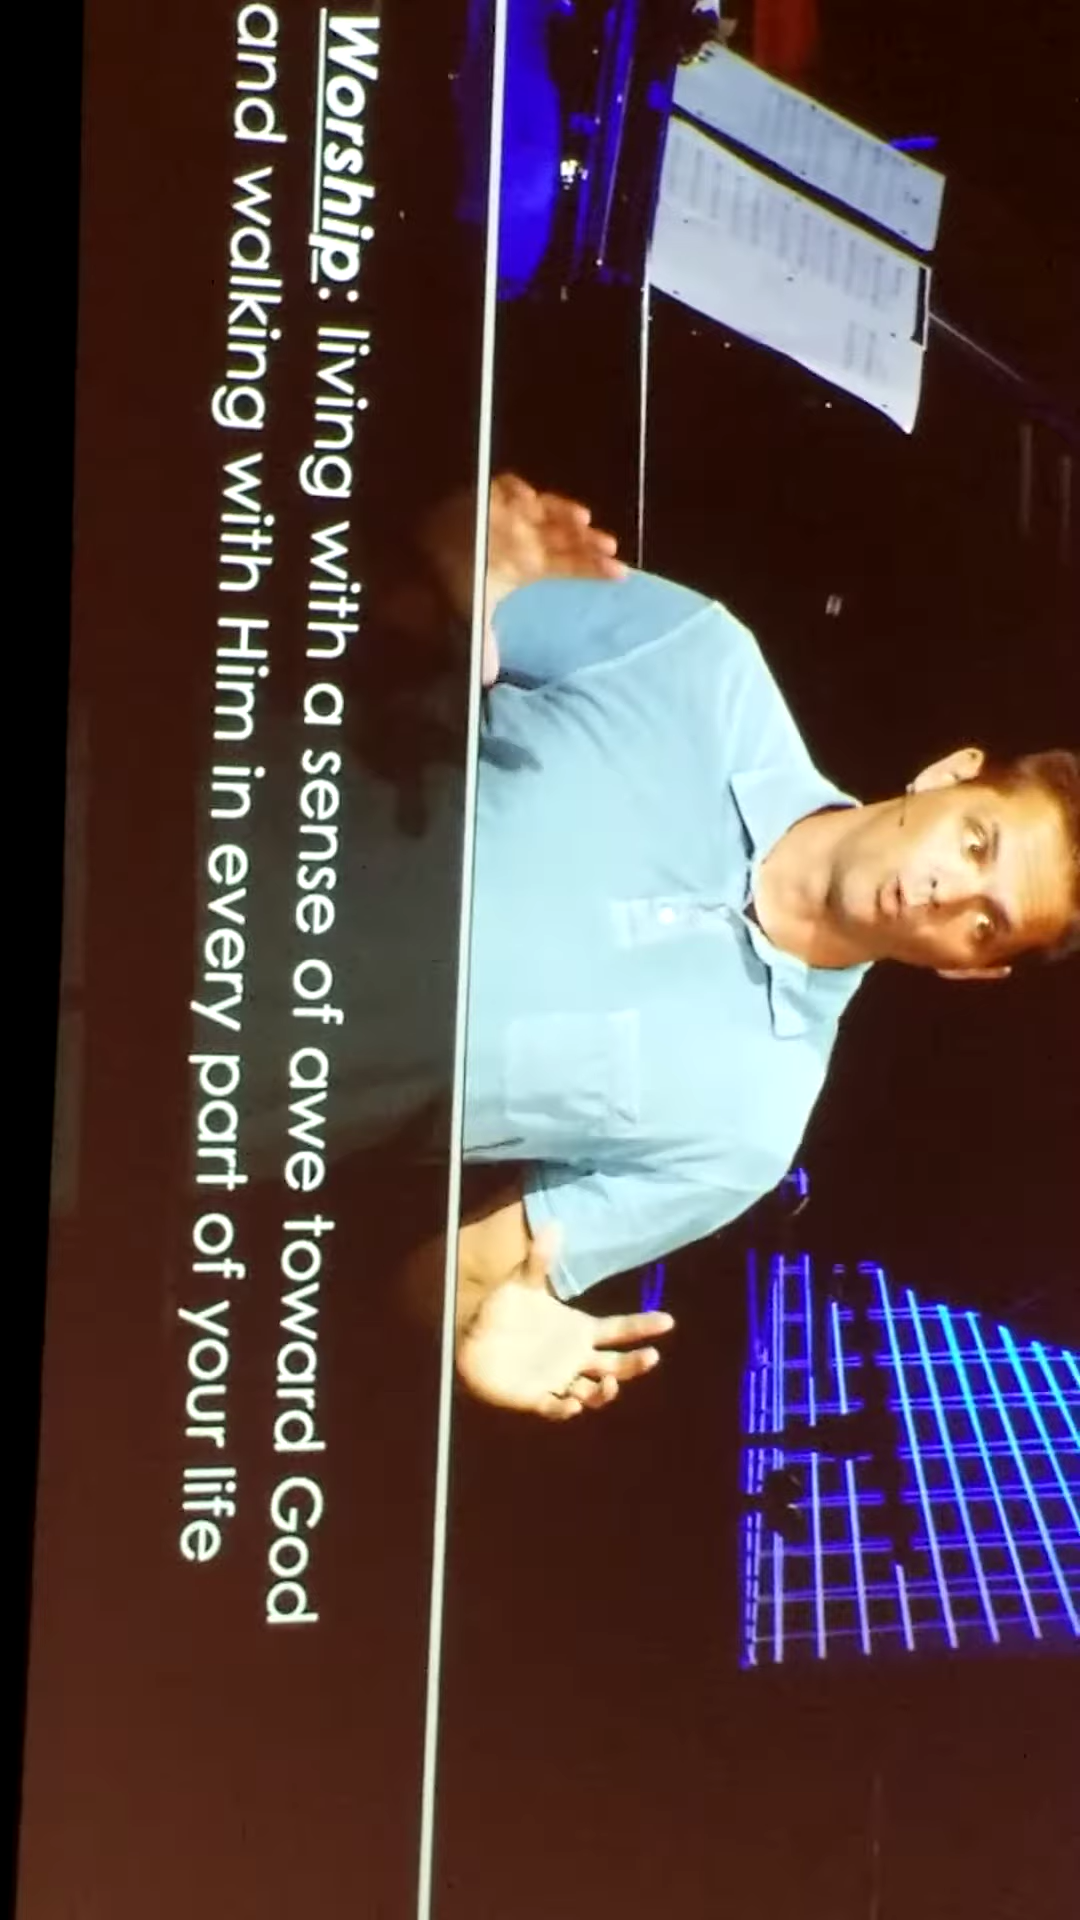 Worship: living with a sense of awe toward God
and walking with Him in every part of your life